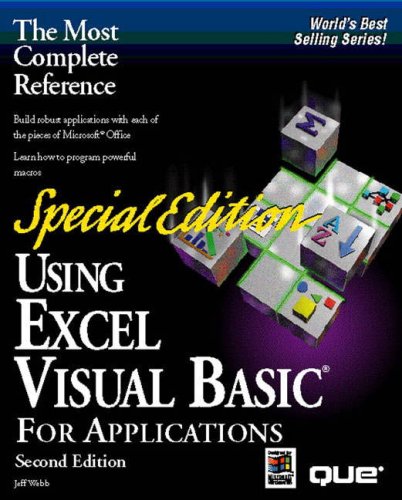 The Most
Complete
Reference
World's Best
Selling Series!
Build robust applications with each of
the pieces of Microsoft® Office
Learn how to program powerful
macros
M
A
Z
Special Edition
USING
EXCEL
VISUAL BASIC®
FOR APPLICATIONS
Second Edition
Jeff Webb
Designed for
que®